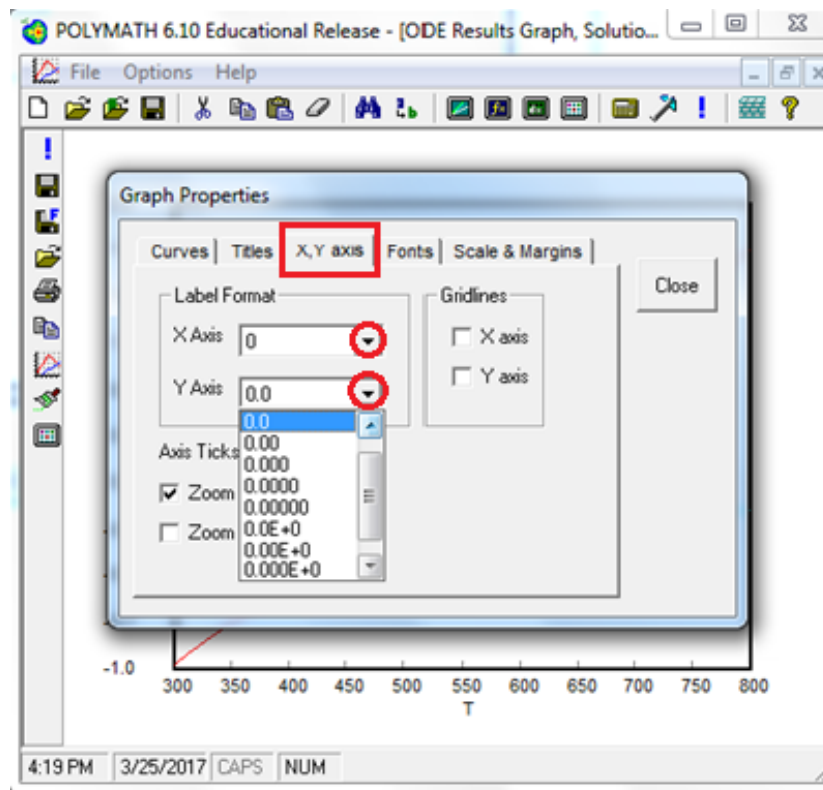 POLYMATH 6.10 Educational Release - [ODE Results Graph, Solutio...
File Options Help
Graph Properties
Curves Titles X,Y axis Fonts Scale & Margins
Close
Label Format
Gridlines
X Axis 0
X axis
Y Axis 0.0
Y axis
0.0
0.00
Axis Ticks
0.000
0.0000
Zoom
0.00000
0.0E+0
Zoom
0.00E+0
0.000E+0
-1.0
300 350 400 450 500 550 600 650 700 750 800
T
4:19 PM 3/25/2017 CAPS NUM